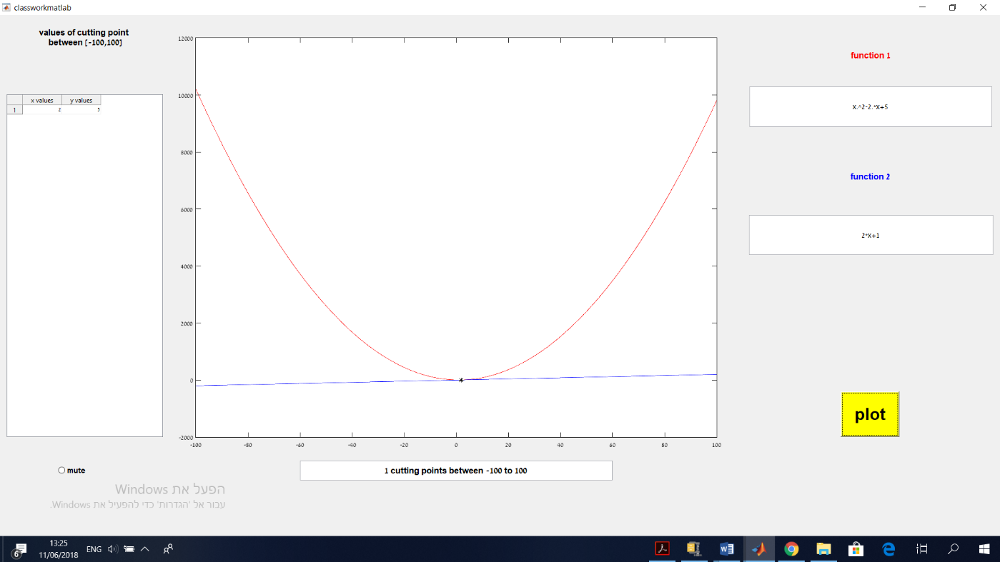 classworkmatlab
values of cutting point
between [-100,100]
x values y values
1 2 5
12000
10000
8000
6000
4000
2000
0
-2000
-100 -80 -60 -40 -20 0 20 40 60 80 100
function 1
x.^2-2.*x+5
function 2
2*x+1
plot
mute
1 cutting points between -100 to 100
הפעל את Windows
עבור אל 'הגדרות' כדי להפעיל את Windows.
6
13:25
11/06/2018
ENG